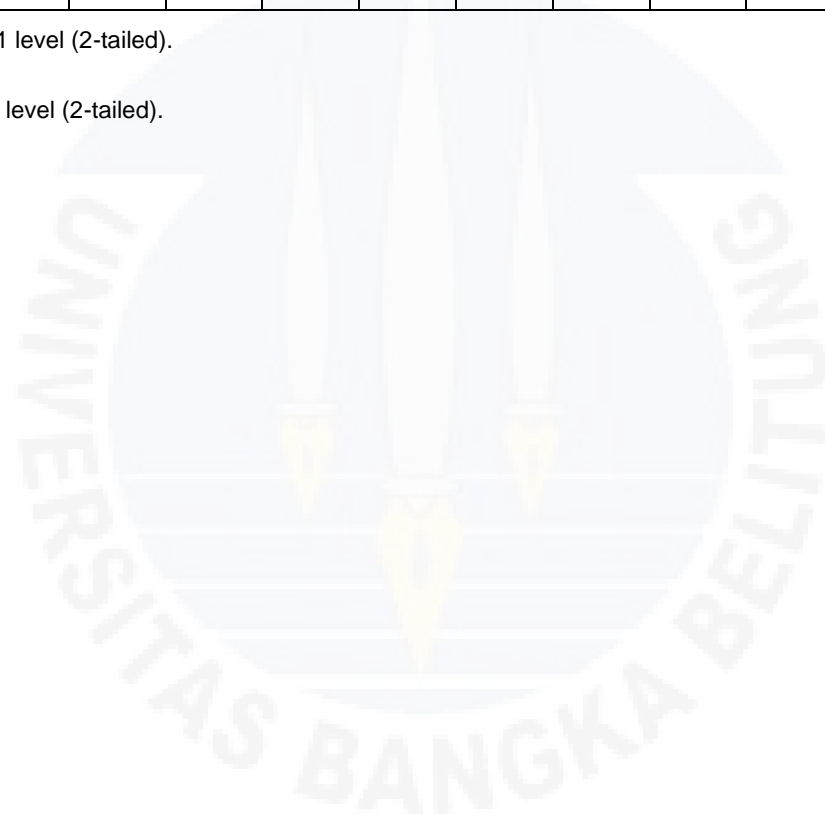 1 level (2-tailed).
level (2-tailed).
UNIVERSITAS BANGKA BELITUNG